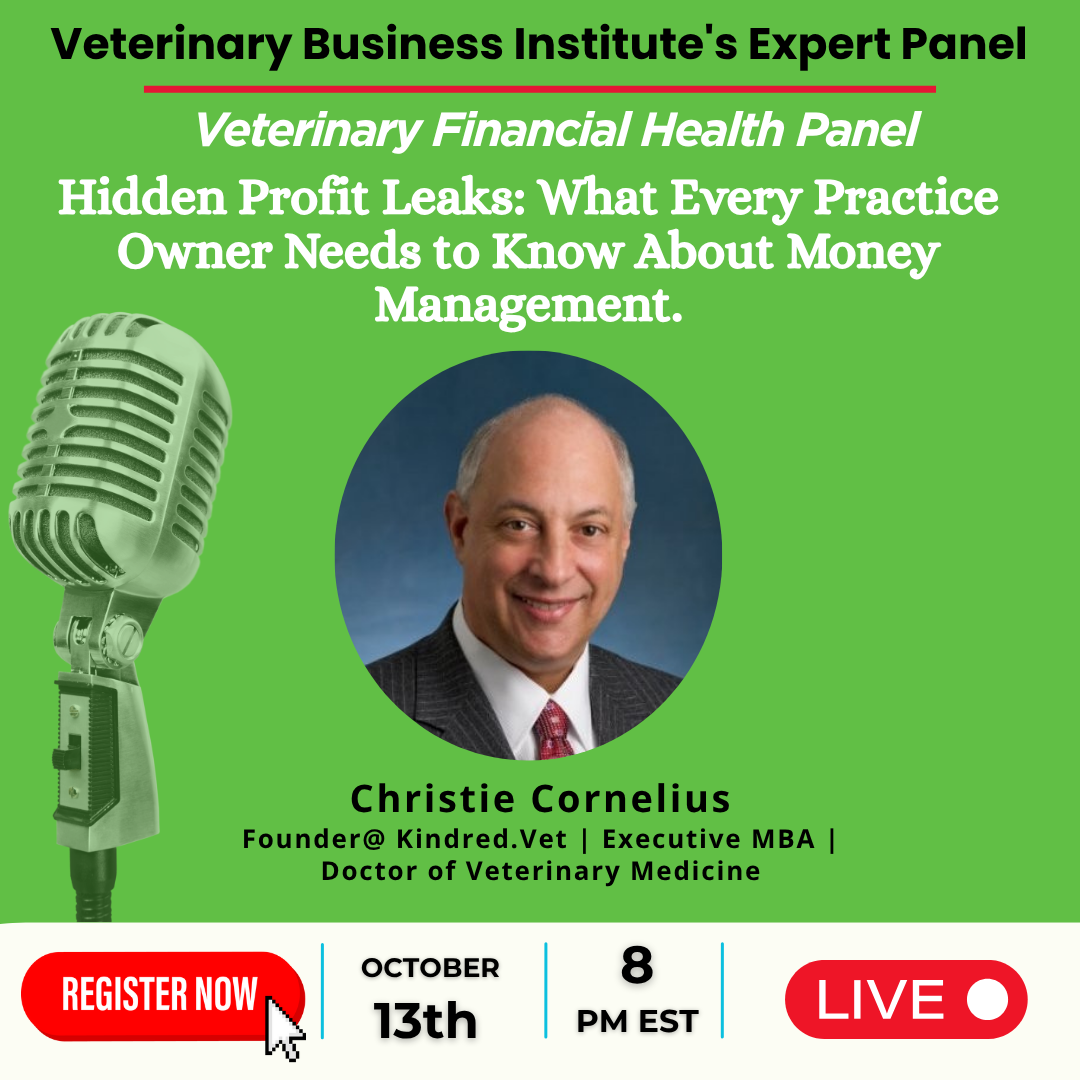 Veterinary Business Institute's Expert Panel
Veterinary Financial Health Panel
Hidden Profit Leaks: What Every Practice
Owner Needs to Know About Money
Management.
Christie Cornelius
Founder@ Kindred.Vet | Executive MBA |
Doctor of Veterinary Medicine
REGISTER NOW
OCTOBER
13th
8
PM EST
LIVE